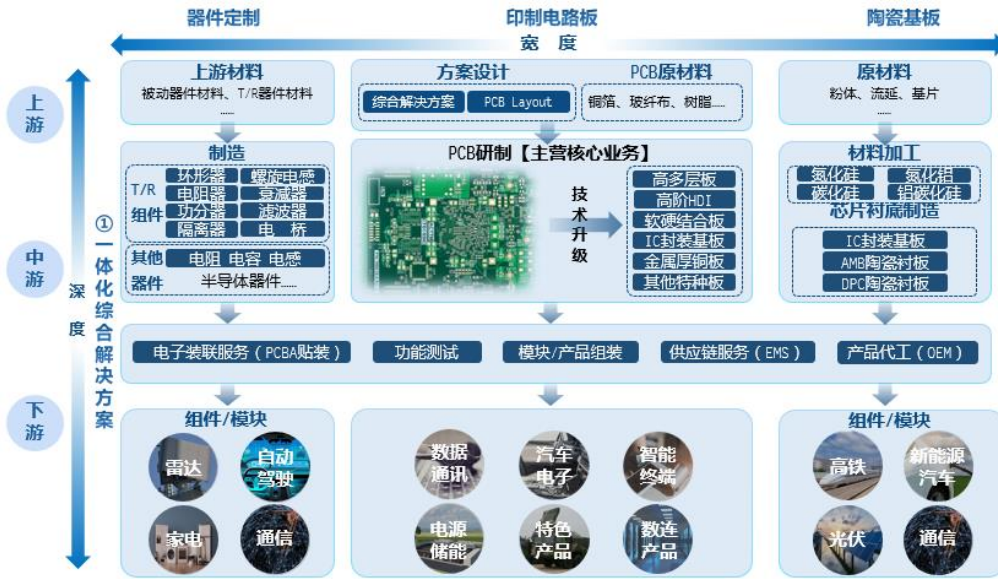 器件定制
印制电路板
陶瓷基板
宽 度
上游
中游
下游
深 度
①一体化综合解决方案
上游材料
被动器件材料、T/R器件材料
……
方案设计
综合解决方案
PCB Layout
PCB原材料
铜箔、玻纤布、树脂……
原材料
粉体、流延、基片
……
制造
T/R
组件
环形器 螺旋电感
电阻器 衰减器
功分器 滤波器
隔离器 电 桥
其他
器件
电阻 电容 电感
半导体器件……
PCB研制【主营核心业务】
技术升级
高多层板
高阶HDI
软硬结合板
IC封装基板
金属厚铜板
其他特种板
材料加工
氮化硅 氮化铝
碳化硅 铝碳化硅
芯片衬底制造
IC封装基板
AMB陶瓷衬板
DPC陶瓷衬板
电子装联服务（PCBA贴装）
功能测试
模块/产品组装
供应链服务（EMS）
产品代工（OEM）
组件/模块
雷达
自动
驾驶
家电
通信
数据
通讯
汽车
电子
智能
终端
电源
储能
特色
产品
数连
产品
组件/模块
高铁
新能源
汽车
光伏
通信